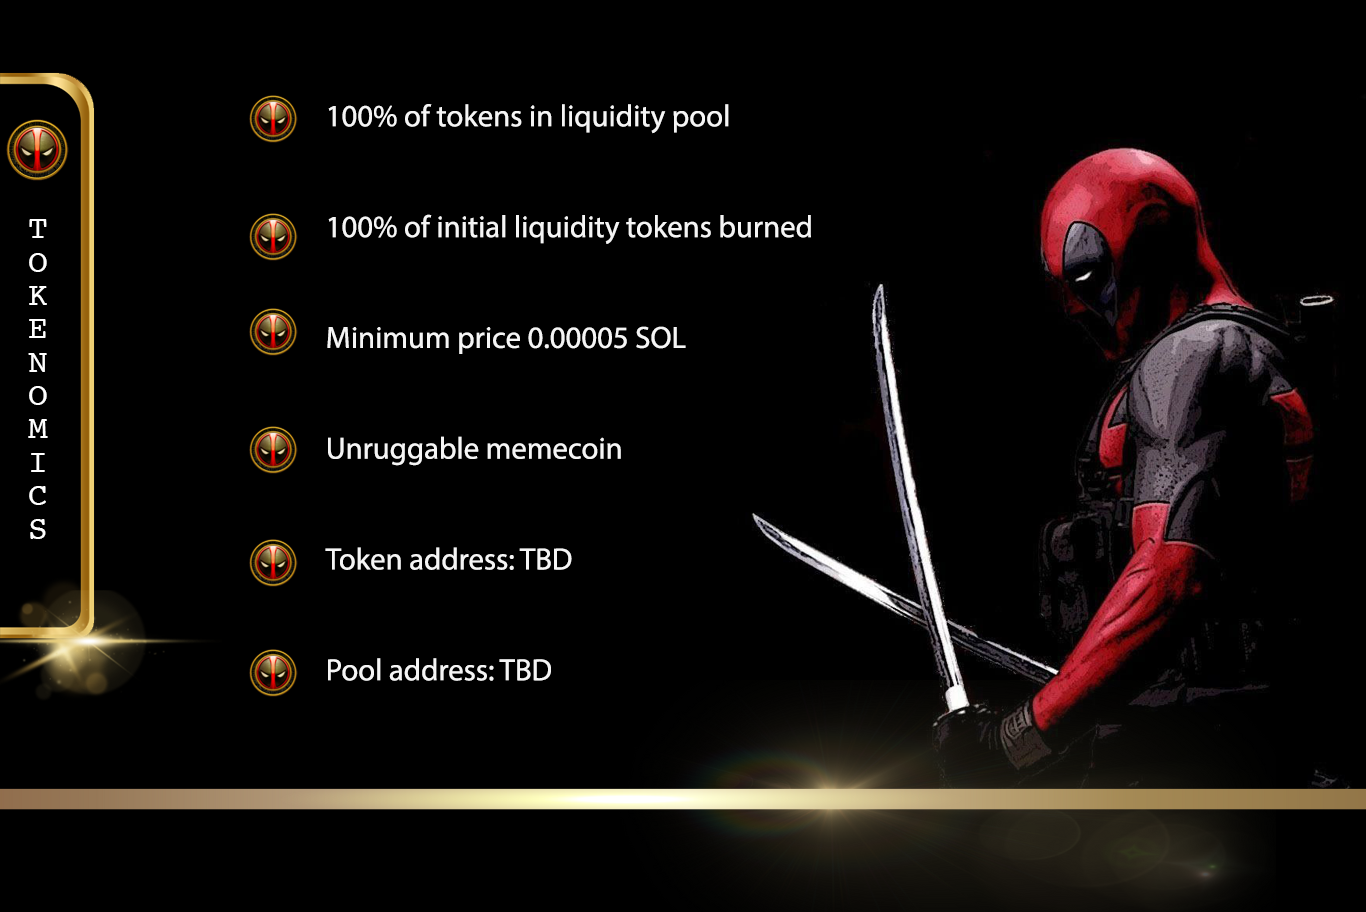 TOKENOMICS
100% of tokens in liquidity pool
100% of initial liquidity tokens burned
Minimum price 0.00005 SOL
Unruggable memecoin
Token address: TBD
Pool address: TBD